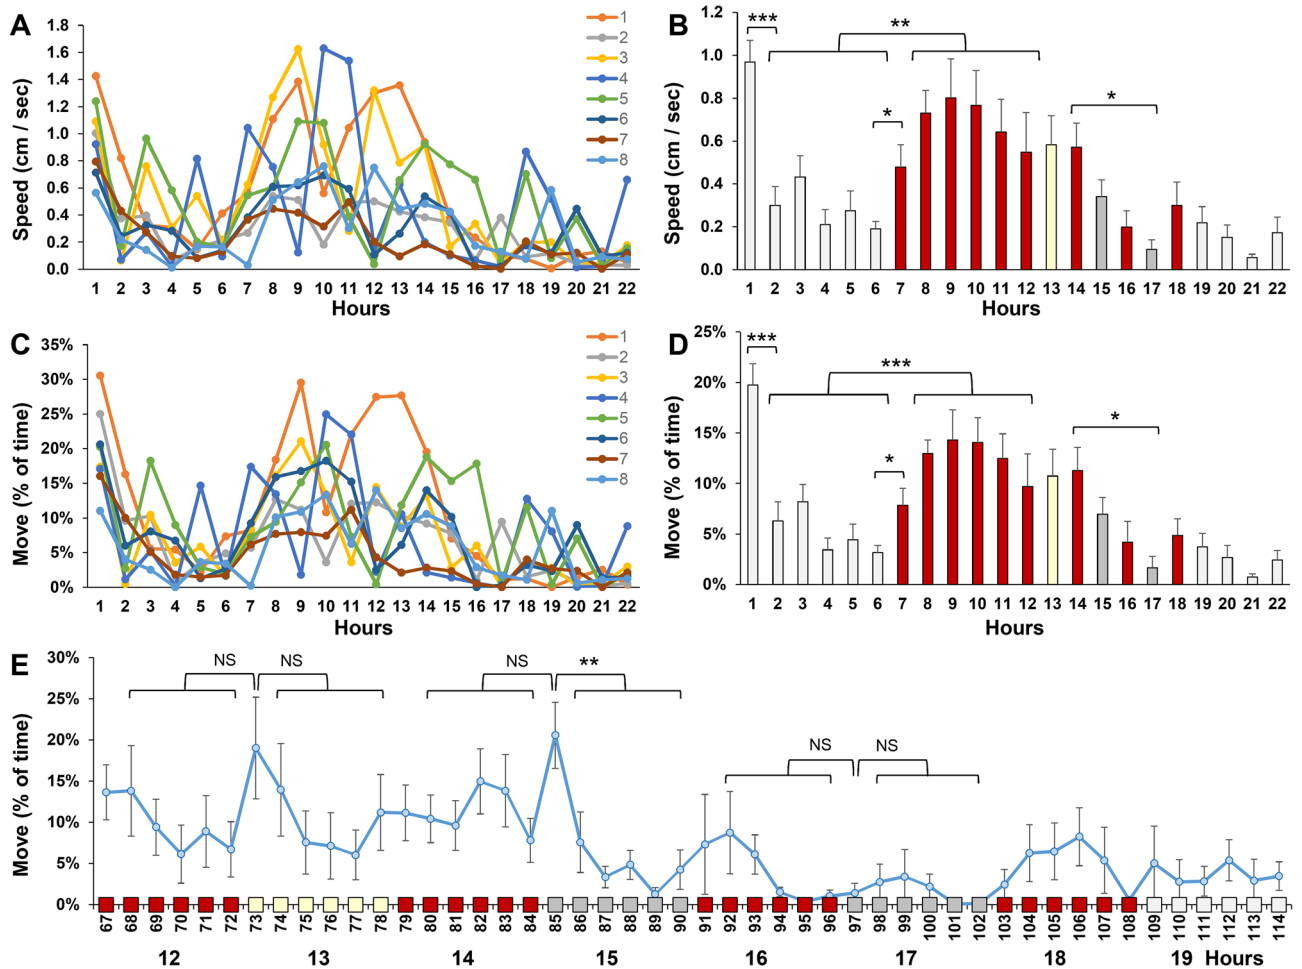 A
Speed (cm / sec)
1.8
1.6
1.4
1.2
1.0
0.8
0.6
0.4
0.2
0.0
1 2 3 4 5 6 7 8 9 10 11 12 13 14 15 16 17 18 19 20 21 22
Hours
1
2
3
4
5
6
7
8
B
Speed (cm / sec)
1.2
1.0
0.8
0.6
0.4
0.2
0.0
***
**
*
*
1 2 3 4 5 6 7 8 9 10 11 12 13 14 15 16 17 18 19 20 21 22
Hours
C
Move (% of time)
35%
30%
25%
20%
15%
10%
5%
0%
1 2 3 4 5 6 7 8 9 10 11 12 13 14 15 16 17 18 19 20 21 22
Hours
1
2
3
4
5
6
7
8
D
Move (% of time)
25%
20%
15%
10%
5%
0%
***
***
*
*
1 2 3 4 5 6 7 8 9 10 11 12 13 14 15 16 17 18 19 20 21 22
Hours
E
Move (% of time)
30%
25%
20%
15%
10%
5%
0%
NS NS NS **
NS NS
67 68 69 70 71 72 73 74 75 76 77 78 79 80 81 82 83 84 85 86 87 88 89 90 91 92 93 94 95 96 97 98 99 100 101 102 103 104 105 106 107 108 109 110 111 112 113 114
12 13 14 15 16 17 18 19 Hours